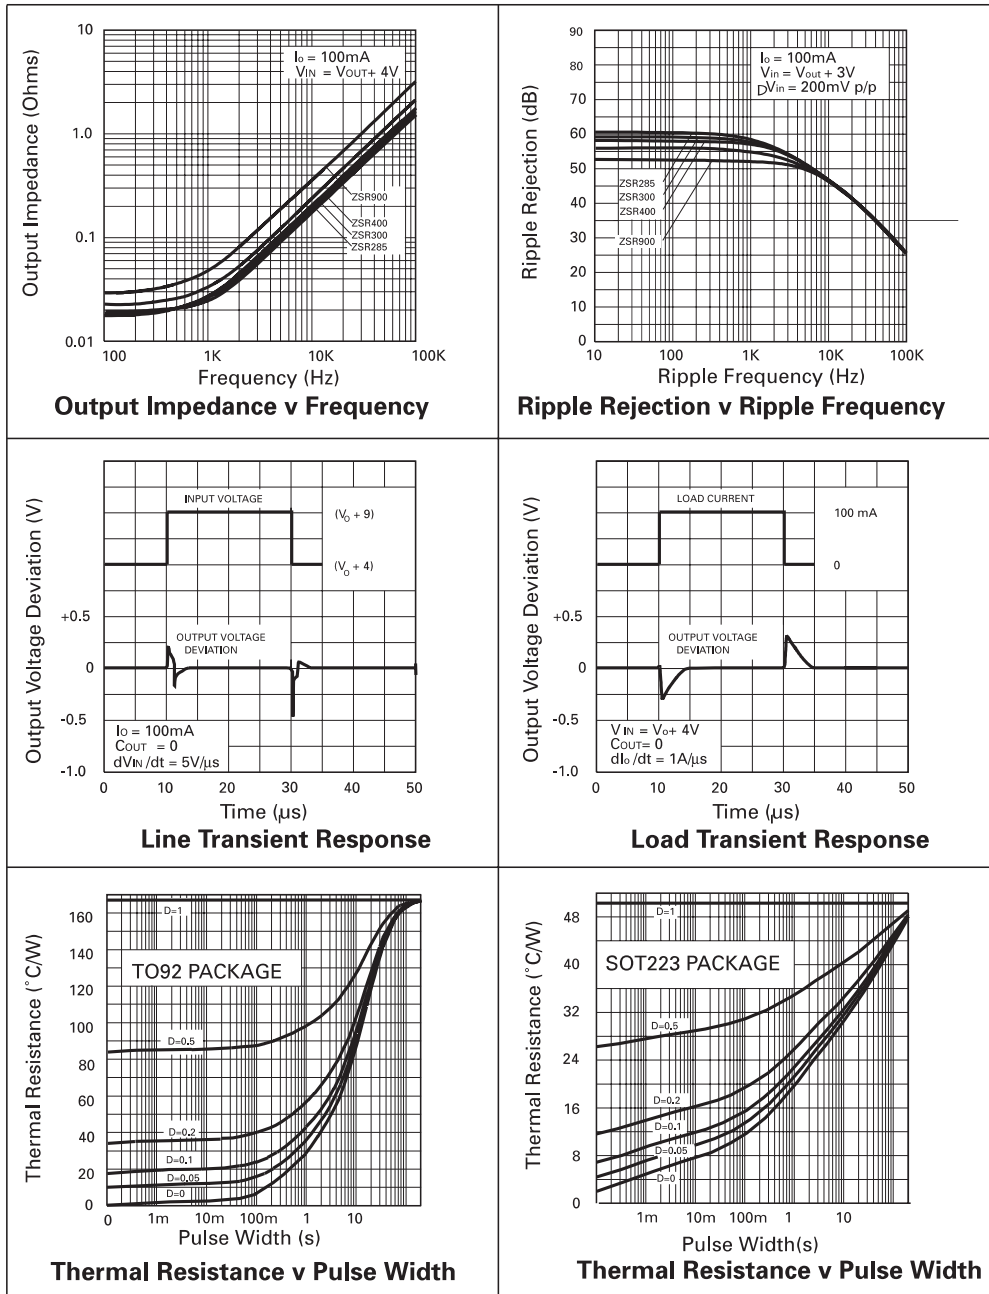 10
1.0
0.1
0.01
Output Impedance (Ohms)
Io = 100mA
VIN = VOUT+ 4V
ZSR900
ZSR400
ZSR300
ZSR285
100 1K 10K 100K
Frequency (Hz)
Output Impedance v Frequency
90
80
70
60
50
40
30
20
10
0
Ripple Rejection (dB)
Io = 100mA
Vin = Vout + 3V
DVin = 200mV p/p
ZSR285
ZSR300
ZSR400
ZSR900
10 100 1K 10K 100K
Ripple Frequency (Hz)
Ripple Rejection v Ripple Frequency
Output Voltage Deviation (V)
INPUT VOLTAGE
(VO + 9)
(VO + 4)
+0.5
0
-0.5
-1.0
OUTPUT VOLTAGE
DEVIATION
IO = 100mA
COUT = 0
dVIN/dt = 5V/µs
0 10 20 30 40 50
Time (µs)
Line Transient Response
Output Voltage Deviation (V)
LOAD CURRENT
100 mA
0
+0.5
0
-0.5
-1.0
OUTPUT VOLTAGE
DEVIATION
VIN = Vo+ 4V
COUT= 0
dIo/dt = 1A/µs
0 10 20 30 40 50
Time (µs)
Load Transient Response
160
140
120
100
80
60
40
20
0
Thermal Resistance (°C/W)
D=1
TO92 PACKAGE
D=0.5
D=0.2
D=0.1
D=0.05
D=0
0 1m 10m 100m 1 10
Pulse Width (s)
Thermal Resistance v Pulse Width
48
40
32
24
16
8
0
Thermal Resistance (°C/W)
D=1
SOT223 PACKAGE
D=0.5
D=0.2
D=0.1
D=0.05
D=0
1m 10m 100m 1 10
Pulse Width(s)
Thermal Resistance v Pulse Width